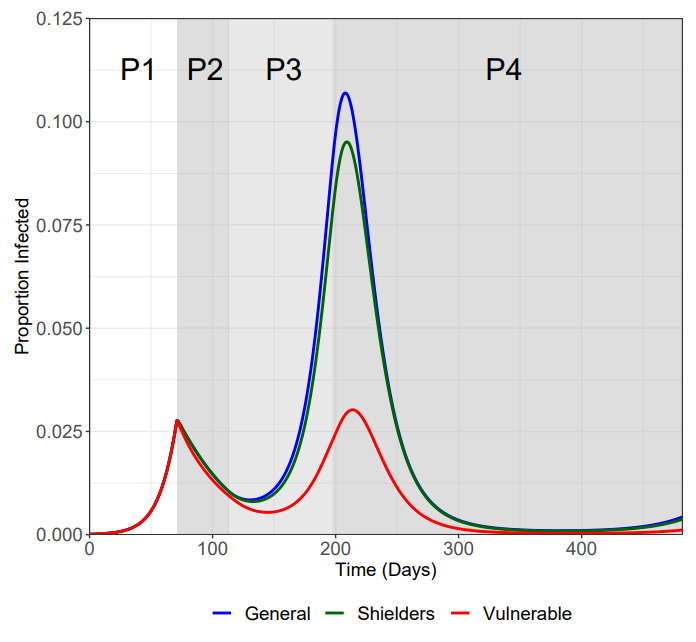 0.125
P1 P2 P3 P4
0.100
0.075
Proportion Infected
0.050
0.025
0.000
0 100 200 300 400
Time (Days)
General Shielders Vulnerable